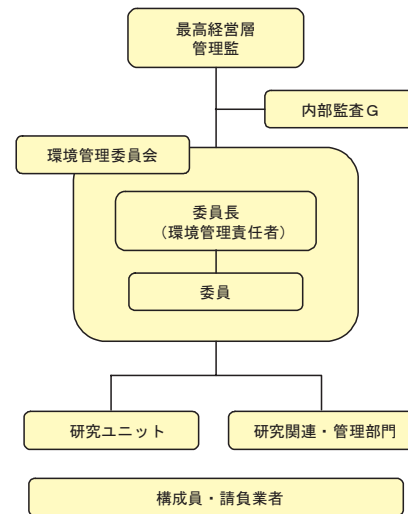 最高経営層
管理監
内部監査G
環境管理委員会
委員長
（環境管理責任者）
委員
研究ユニット
研究関連・管理部門
構成員・請負業者